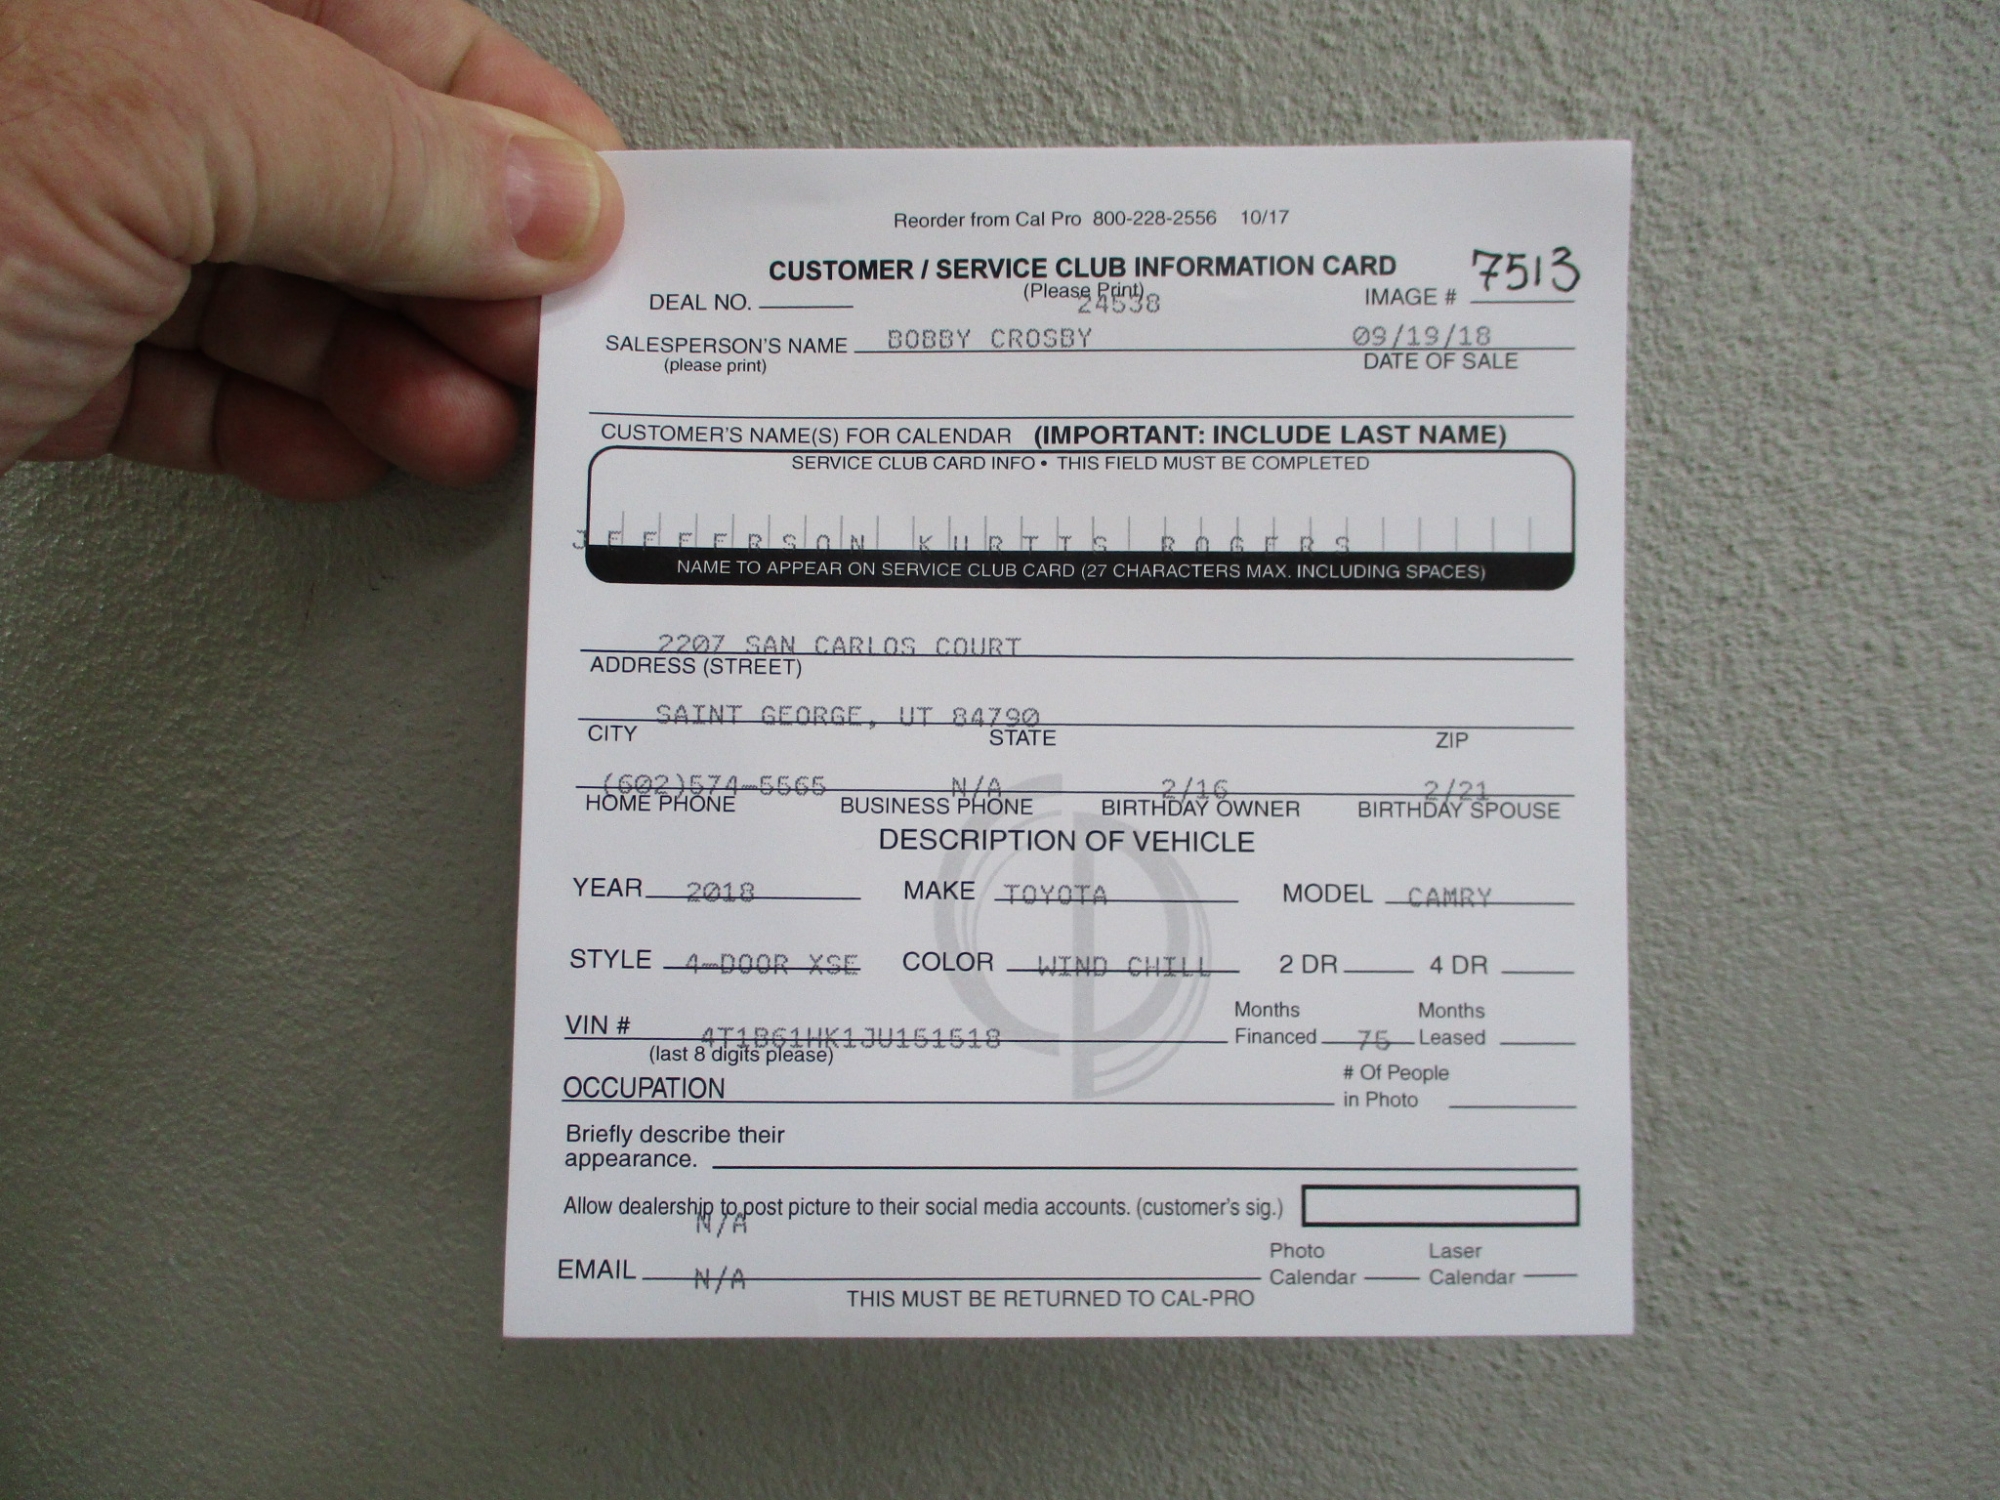 Reorder from Cal Pro 800-228-2556 10/17
CUSTOMER / SERVICE CLUB INFORMATION CARD 7513
(Please Print)
DEAL NO. 24538 IMAGE #
SALESPERSON'S NAME BOBBY CROSBY 09/19/18
(please print) DATE OF SALE
CUSTOMER'S NAME(S) FOR CALENDAR (IMPORTANT: INCLUDE LAST NAME)
SERVICE CLUB CARD INFO • THIS FIELD MUST BE COMPLETED
JEFFERSON KURTIS ROGERS
NAME TO APPEAR ON SERVICE CLUB CARD (27 CHARACTERS MAX. INCLUDING SPACES)
2207 SAN CARLOS COURT
ADDRESS (STREET)
SAINT GEORGE, UT 84790
CITY STATE ZIP
(602)574-5565 N/A 2/16 2/21
HOME PHONE BUSINESS PHONE BIRTHDAY OWNER BIRTHDAY SPOUSE
DESCRIPTION OF VEHICLE
YEAR 2018 MAKE TOYOTA MODEL CAMRY
STYLE 4-DOOR XSE COLOR WIND CHILL 2 DR 4 DR
Months Months
VIN # 4T1B61HK1JU151518 Financed 75 Leased
(last 8 digits please)
# Of People
OCCUPATION in Photo
Briefly describe their
appearance.
Allow dealership to post picture to their social media accounts. (customer's sig.)
N/A
Photo Laser
EMAIL N/A Calendar Calendar
THIS MUST BE RETURNED TO CAL-PRO